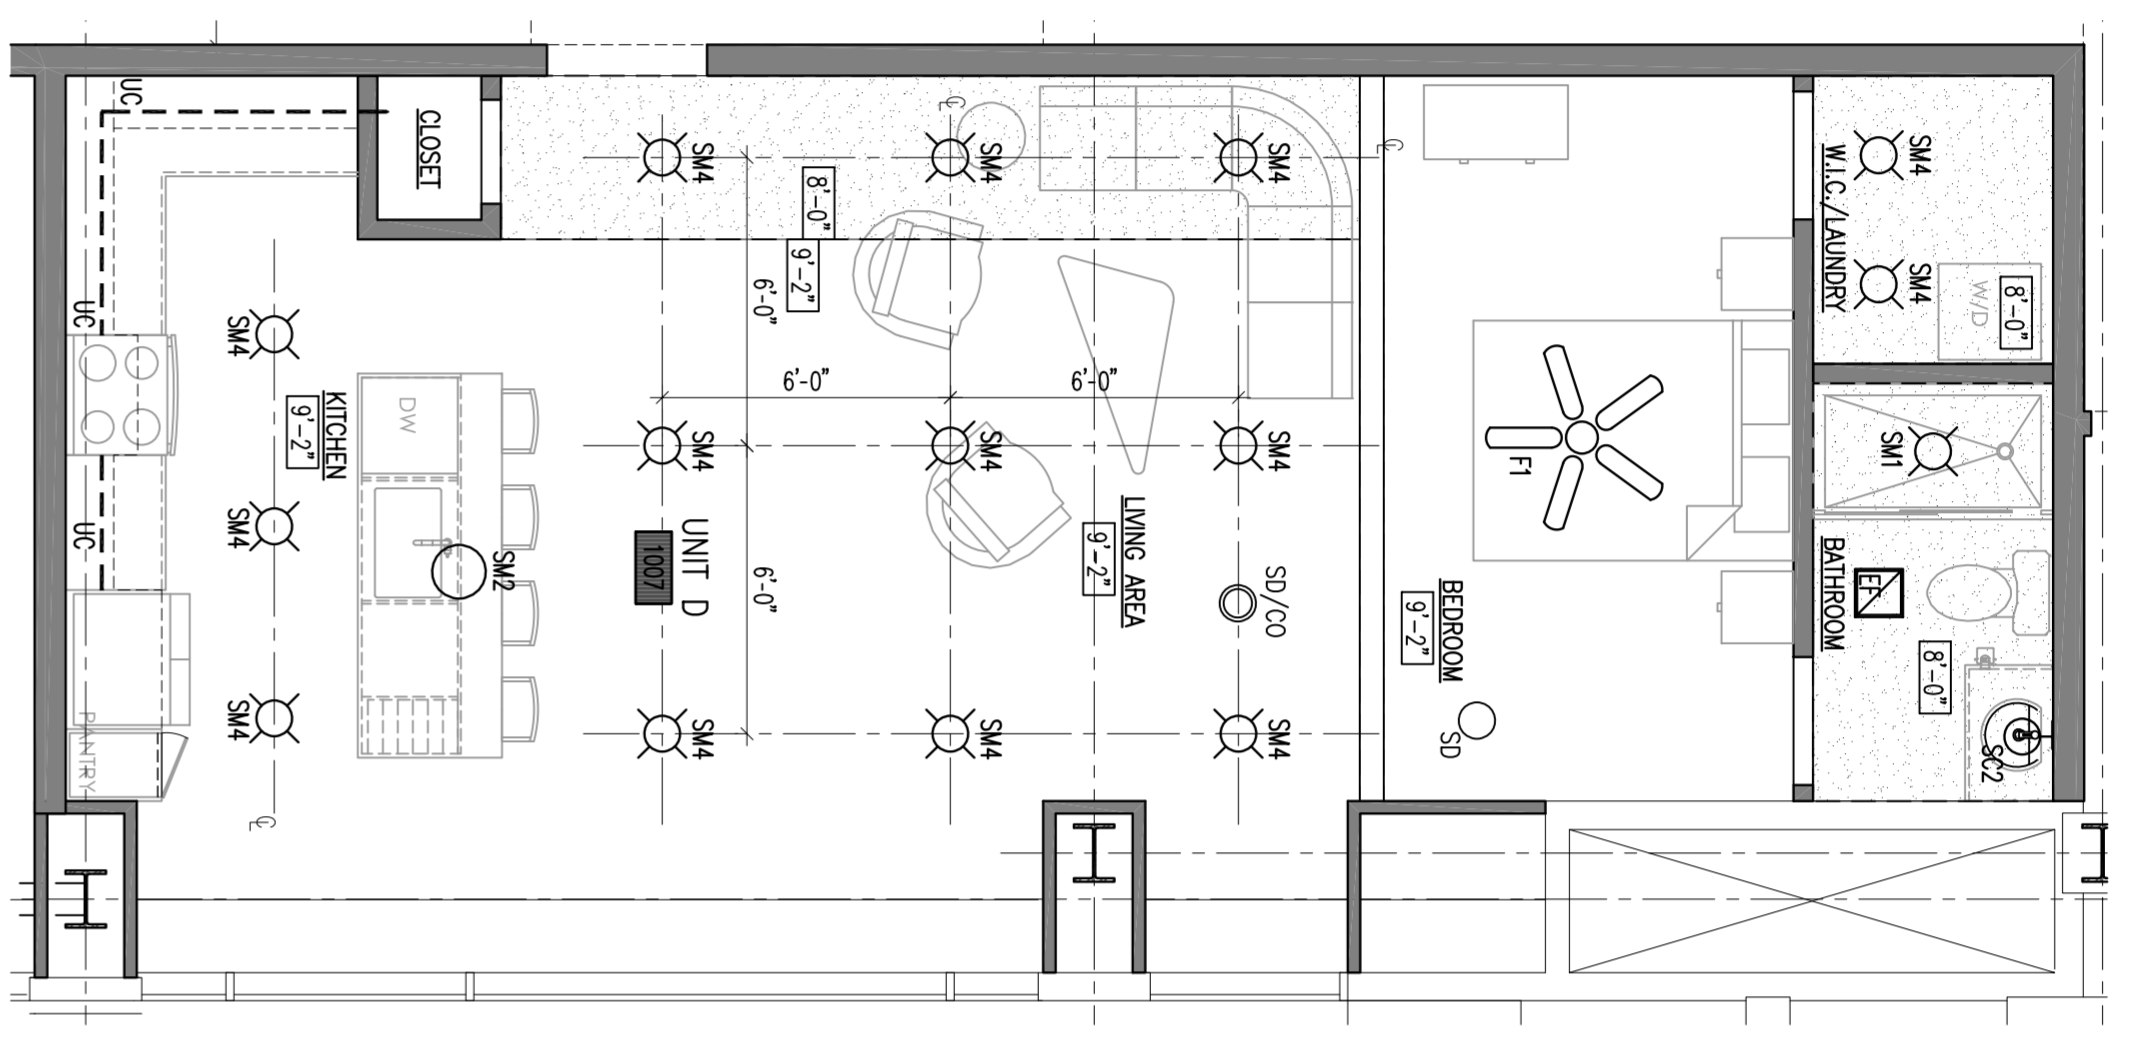 UC
CLOSET
SM4
SM4
SM4
SM4
SM4
W.I.C./LAUNDRY
W/D
8'-0"
8'-0"
9'-2"
6'-0"
UC
SM4
KITCHEN
9'-2"
DW
6'-0"
6'-0"
SM4
SM4
SM4
F1
SM1
UC
SM4
SM2
UNIT D
1007
6'-0"
LIVING AREA
9'-2"
SD/CO
BEDROOM
9'-2"
BATHROOM
EF
8'-0"
PANTRY
SM4
SM4
SM4
SM4
SD
SC2
CL
CL
CL